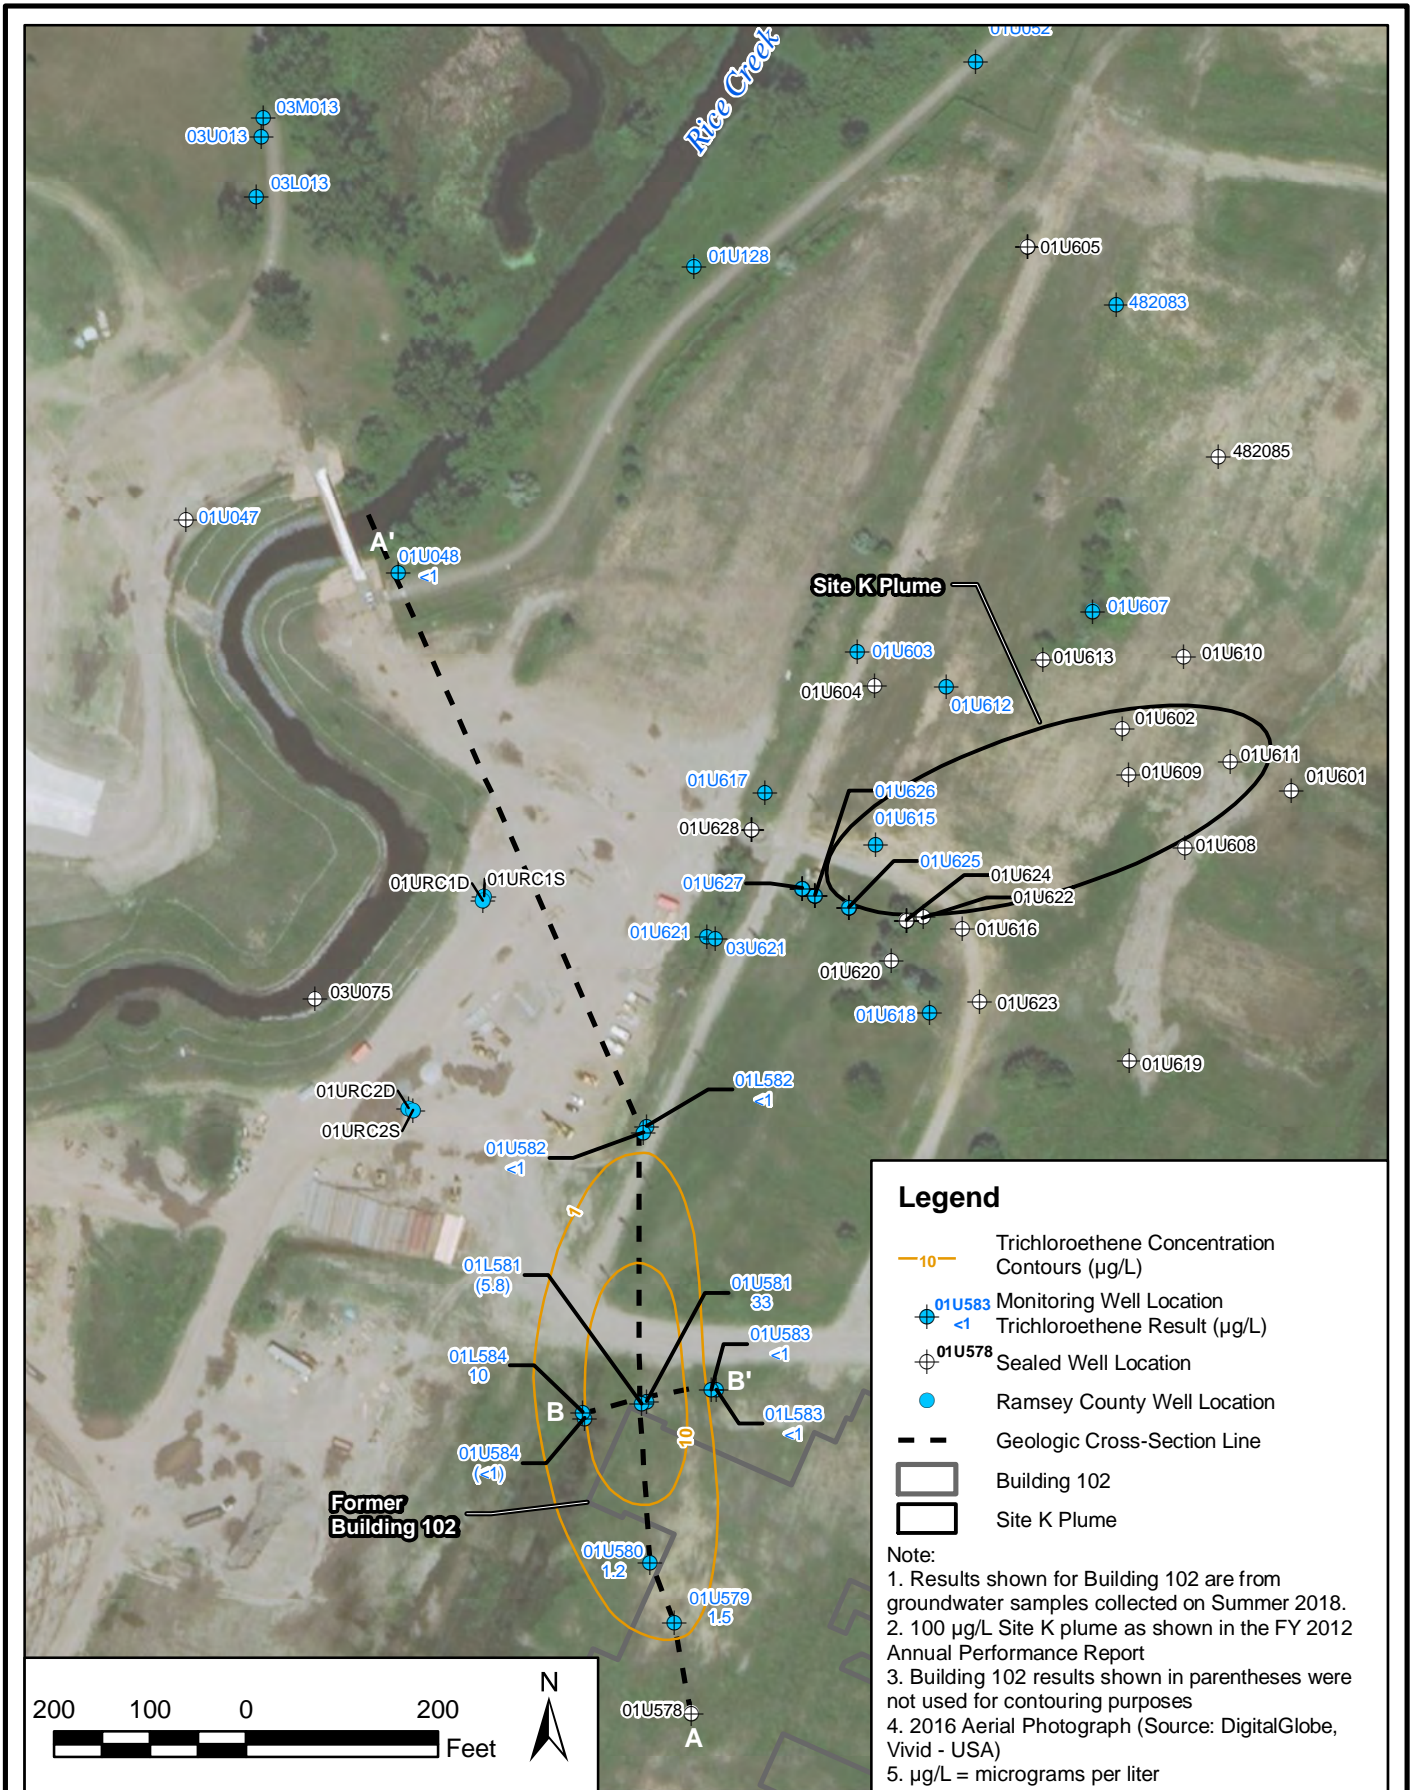 01U052
Rice Creek
03M013
03U013
03L013
01U128
01U605
482083
482085
01U047
A'
01U048
<1
Site K Plume
01U607
01U603
01U613
01U610
01U604
01U612
01U602
01U611
01U609
01U601
01U617
01U626
01U628
01U615
01U608
01U625
01URC1D
01URC1S
01U627
01U624
01U622
01U621
03U621
01U616
01U620
03U075
01U623
01U618
01U619
01L582
<1
01URC2D
01URC2S
01U582
<1
1
01L581
(5.8)
01U581
33
01U583
<1
01L584
10
B
B'
01L583
<1
10
01U584
(<1)
Former
Building 102
01U580
1.2
01U579
1.5
01U578
A
200 100 0 200
Feet
N
Legend
10
Trichloroethene Concentration
Contours (µg/L)
01U583
<1
Monitoring Well Location
Trichloroethene Result (µg/L)
01U578
Sealed Well Location
Ramsey County Well Location
Geologic Cross-Section Line
Building 102
Site K Plume
Note:
1. Results shown for Building 102 are from
groundwater samples collected on Summer 2018.
2. 100 µg/L Site K plume as shown in the FY 2012
Annual Performance Report
3. Building 102 results shown in parentheses were
not used for contouring purposes
4. 2016 Aerial Photograph (Source: DigitalGlobe,
Vivid - USA)
5. µg/L = micrograms per liter